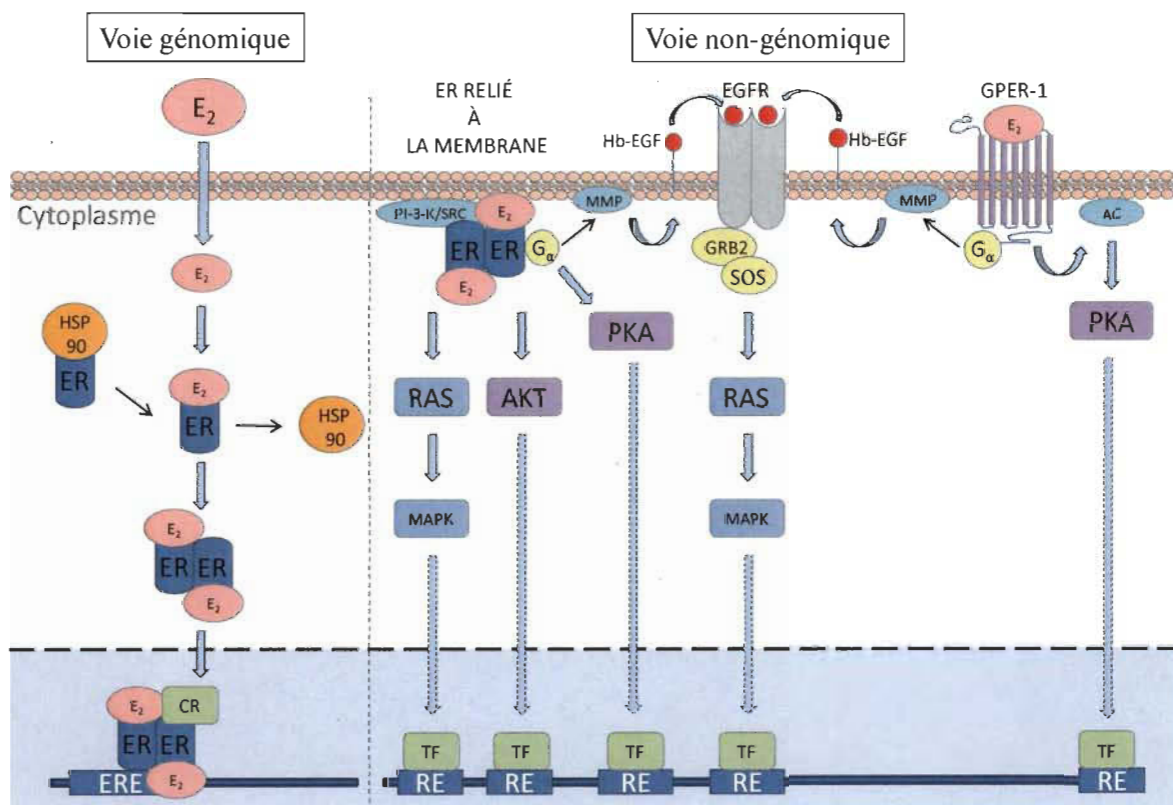 Voie génomique
Voie non-génomique
E2
ER RELIÉ
À
LA MEMBRANE
EGFR
GPER-1
E2
Hb-EGF
Hb-EGF
Cytoplasme
PI-3-K/SRC
E2
MMP
MMP
AC
ER
ER
Gα
GRB2
Gα
E2
E2
SOS
HSP
90
ER
PKA
PKA
E2
ER
HSP
90
RAS
AKT
RAS
E2
ER
ER
E2
MAPK
MAPK
E2
CR
ER
ER
ERE
E2
TF
TF
TF
TF
TF
RE
RE
RE
RE
RE